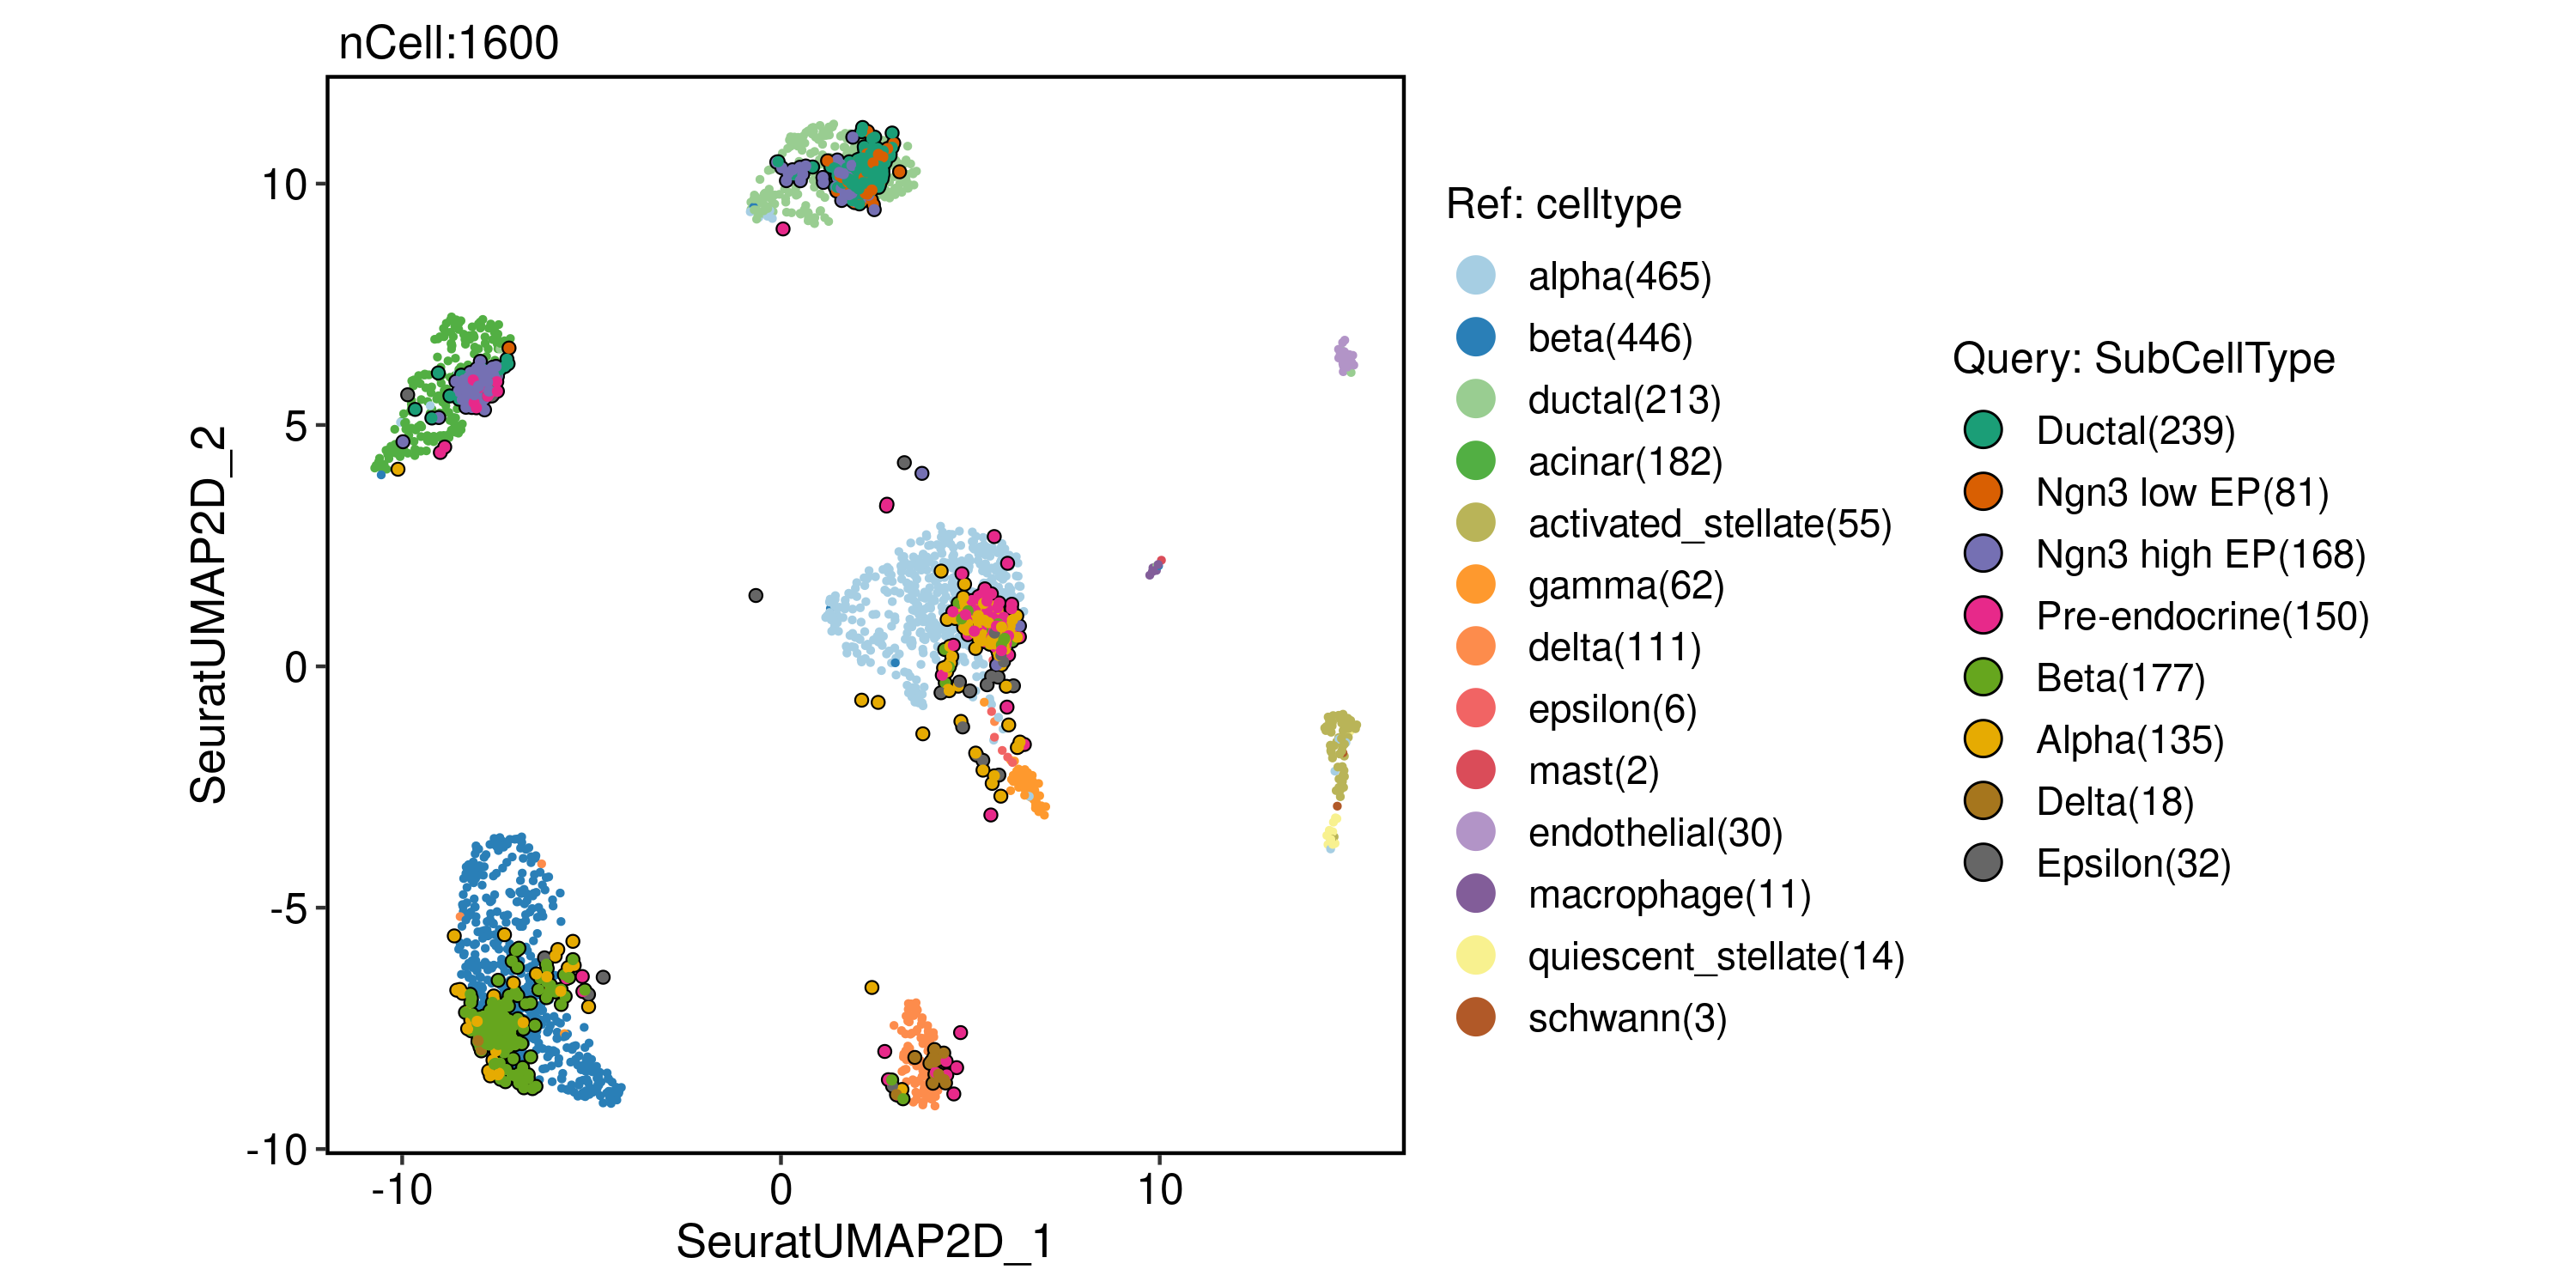 nCell:1600
10
5
0
-5
-10
SeuratUMAP2D_2
-10
0
10
SeuratUMAP2D_1
Ref: celltype
alpha(465)
beta(446)
ductal(213)
acinar(182)
activated_stellate(55)
gamma(62)
delta(111)
epsilon(6)
mast(2)
endothelial(30)
macrophage(11)
quiescent_stellate(14)
schwann(3)
Query: SubCellType
Ductal(239)
Ngn3 low EP(81)
Ngn3 high EP(168)
Pre-endocrine(150)
Beta(177)
Alpha(135)
Delta(18)
Epsilon(32)